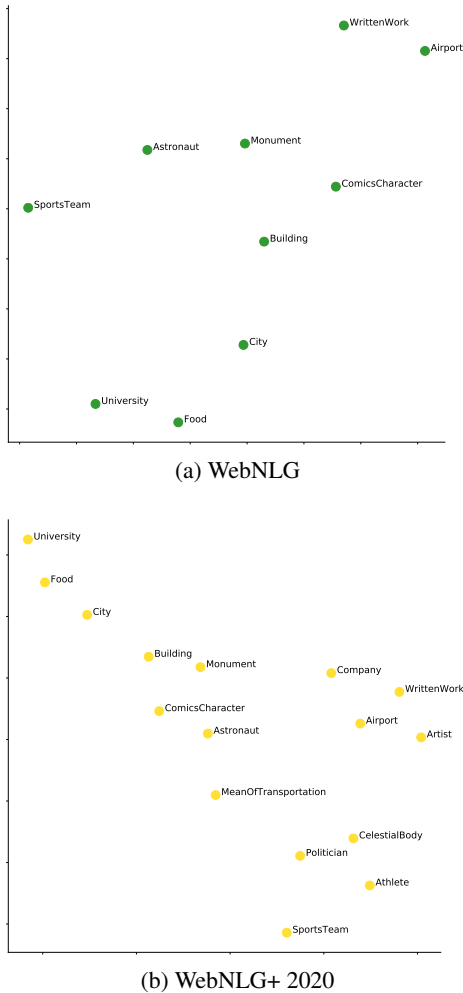 WrittenWork
Airport
Monument
Astronaut
ComicsCharacter
SportsTeam
Building
City
University
Food
(a) WebNLG
University
Food
City
Building
Monument
Company
WrittenWork
ComicsCharacter
Airport
Astronaut
Artist
MeanOfTransportation
CelestialBody
Politician
Athlete
SportsTeam
(b) WebNLG+ 2020